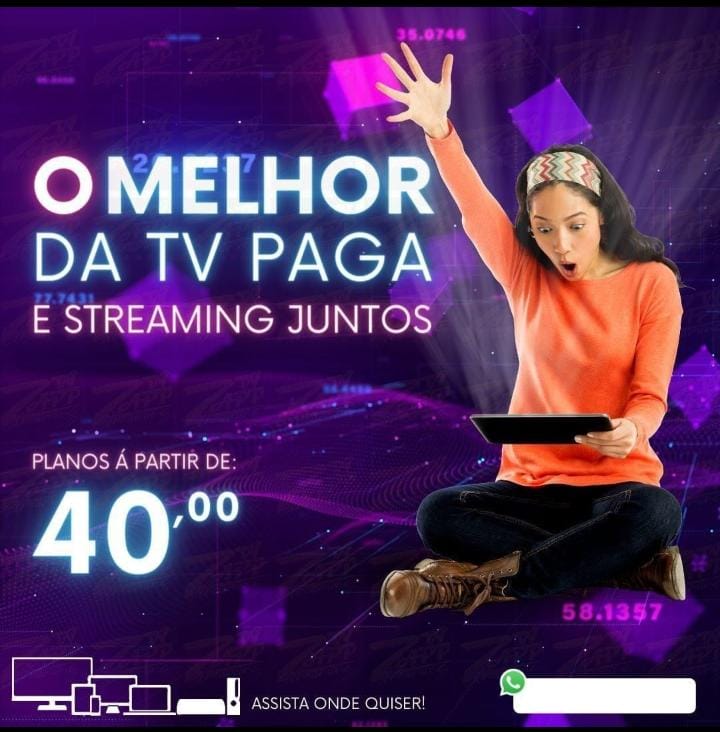 35.0746
O MELHOR
DA TV PAGA
77.7431
E STREAMING JUNTOS
PLANOS Á PARTIR DE:
40,00
58.1357
ASSISTA ONDE QUISER!